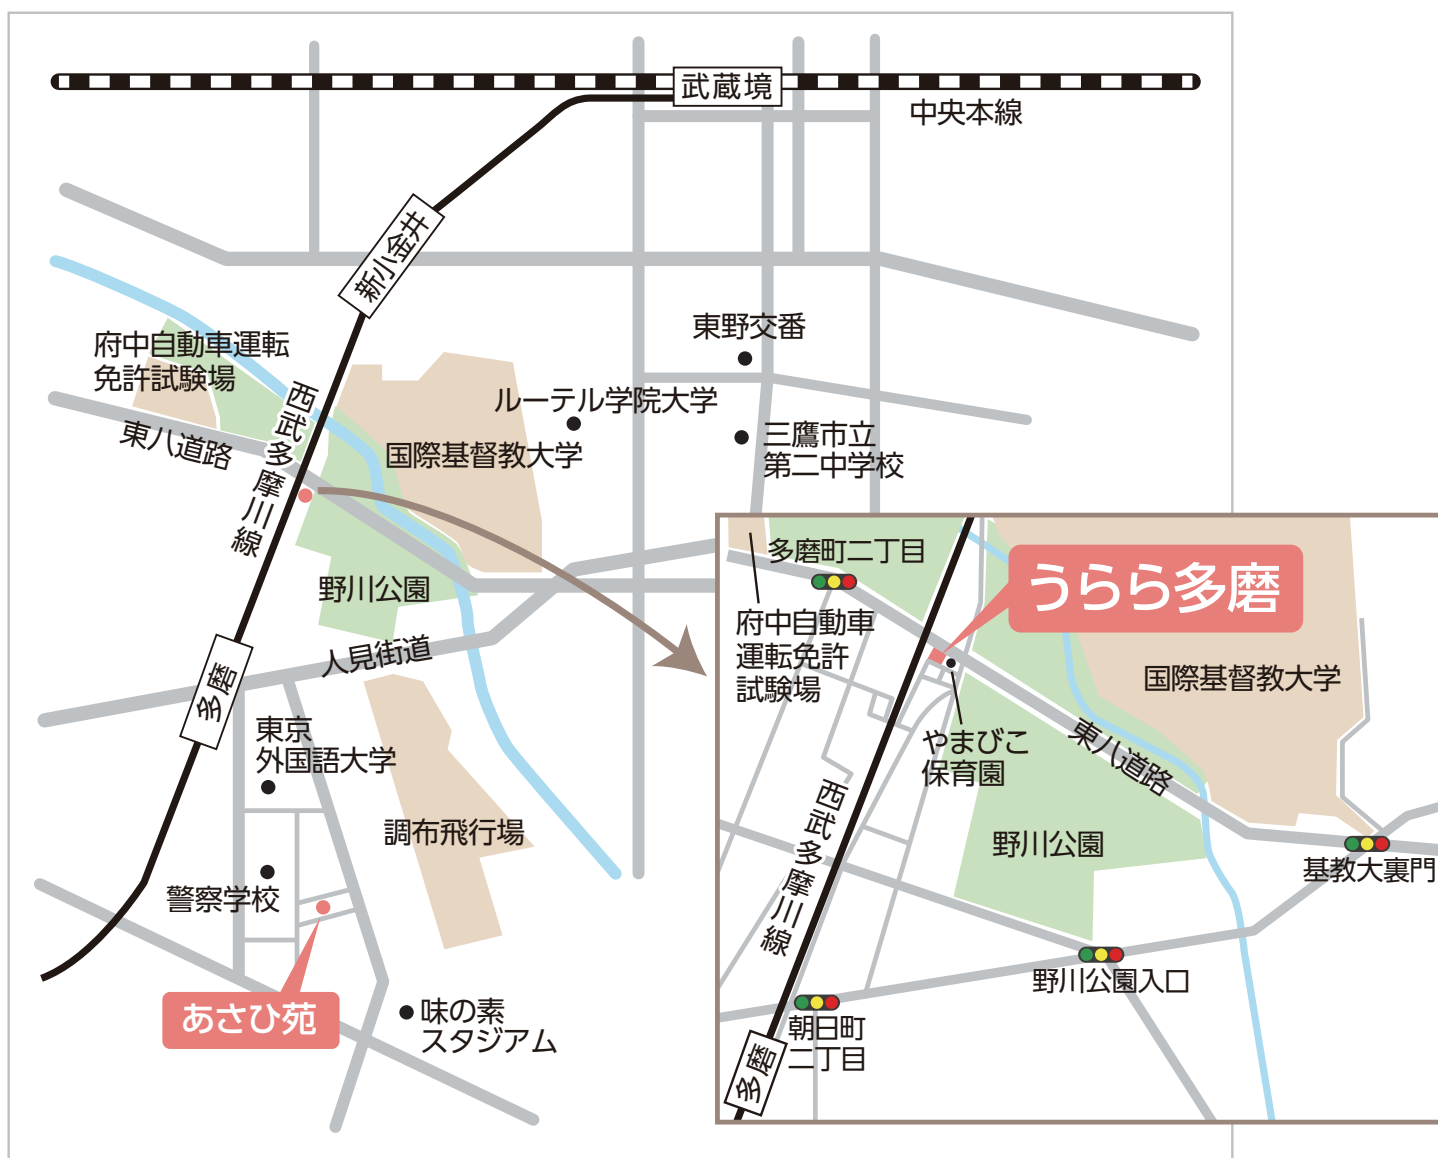 武蔵境
中央本線
新小金井
東野交番
府中自動車運転
免許試験場
西武多摩川線
ルーテル学院大学
東八道路
国際基督教大学
三鷹市立
第二中学校
野川公園
人見街道
多磨
東京
外国語大学
調布飛行場
警察学校
あさひ苑
味の素
スタジアム
多磨町二丁目
うらら多磨
府中自動車
運転免許
試験場
国際基督教大学
やまびこ
保育園
東八道路
西武多摩川線
野川公園
基教大裏門
野川公園入口
朝日町
二丁目
多磨